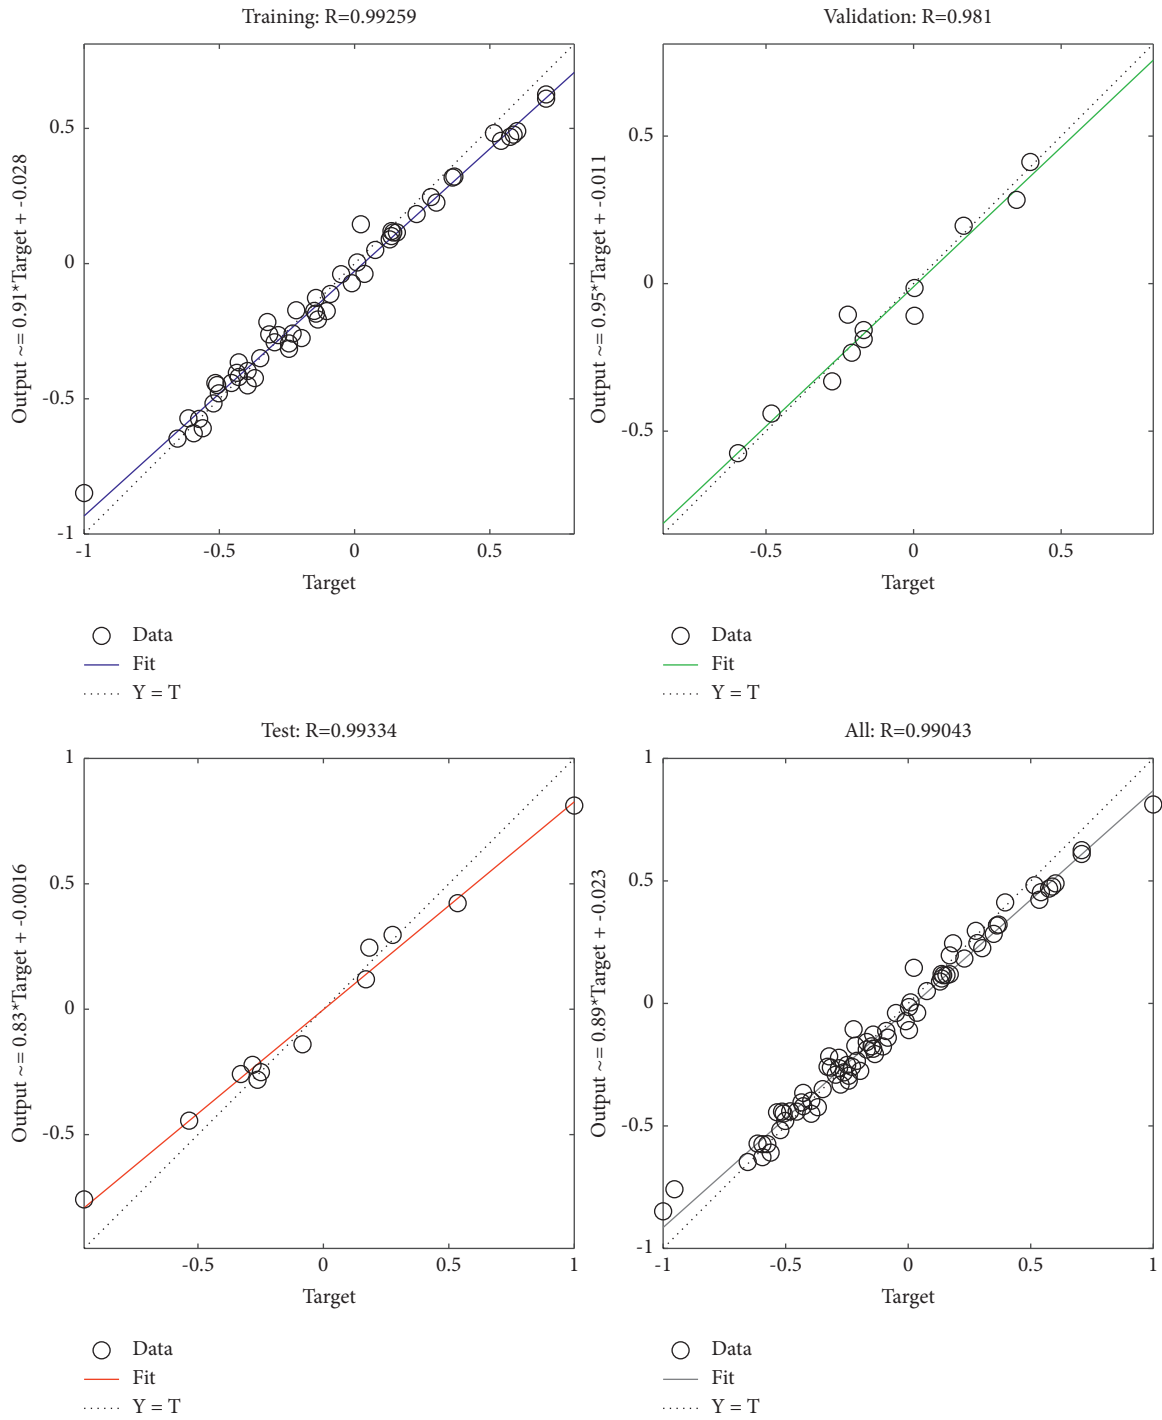 Training: R=0.99259
Output ~= 0.91*Target + -0.028
0.5
0
-0.5
-1
-1
-0.5
0
0.5
Target
Data
Fit
Y = T
Validation: R=0.981
Output ~= 0.95*Target + -0.011
0.5
0
-0.5
-0.5
0
0.5
Target
Data
Fit
Y = T
Test: R=0.99334
Output ~= 0.83*Target + -0.0016
1
0.5
0
-0.5
-0.5
0
0.5
1
Target
Data
Fit
Y = T
All: R=0.99043
Output ~= 0.89*Target + -0.023
1
0.5
0
-0.5
-1
-1
-0.5
0
0.5
1
Target
Data
Fit
Y = T